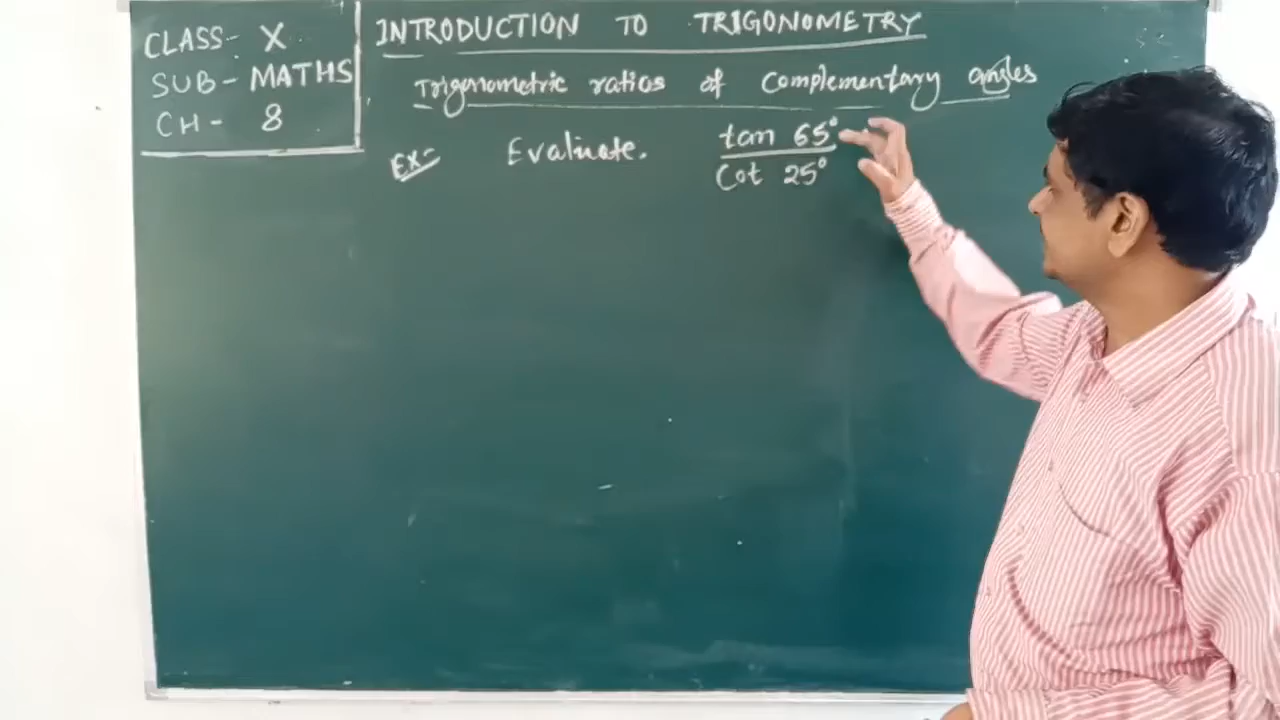 CLASS- X
SUB- MATHS
CH- 8
INTRODUCTION TO TRIGONOMETRY
Trigonometric ratios of Complementary angles
EX:- Evaluate. tan 65°
Cot 25°